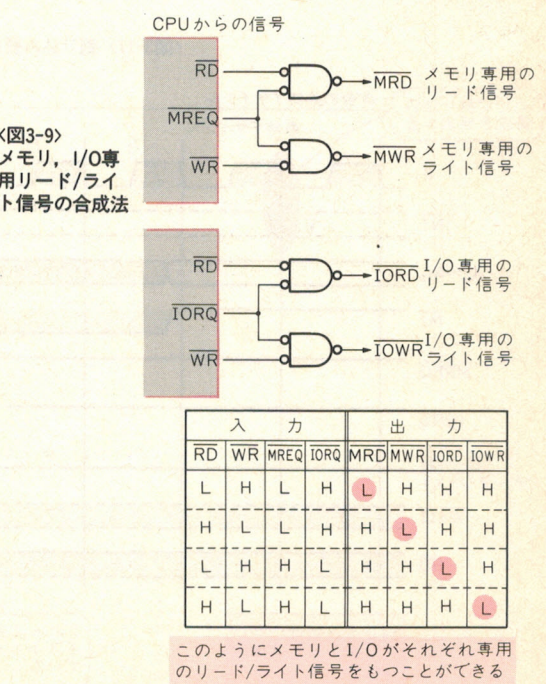 CPUからの信号
RD
MREQ
WR
MRD メモリ専用の
リード信号
MWR メモリ専用の
ライト信号
〈図3-9〉
メモリ，I/O専
用リード/ライ
ト信号の合成法
RD
IORQ
WR
IORD I/O専用の
リード信号
IOWR I/O専用の
ライト信号
入 力 出 力
RD WR MREQ IORQ MRD MWR IORD IOWR
L H L H L H H H
H L L H H L H H
L H H L H H L H
H L H L H H H L
このようにメモリとI/Oがそれぞれ専用
のリード/ライト信号をもつことができる